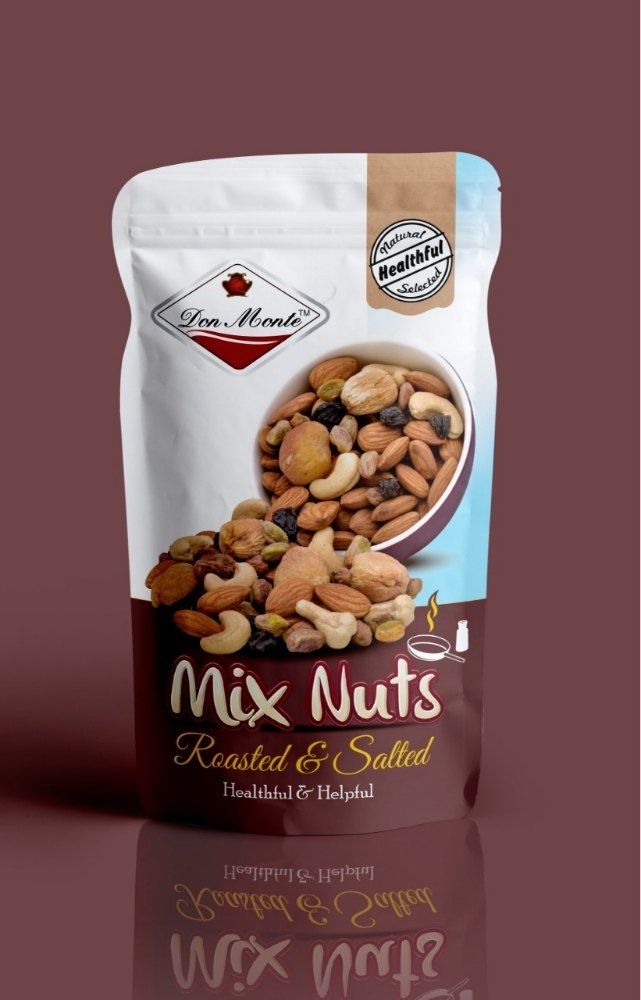 Natural
Healthful
Selected
Don Monte™
Mix Nuts
Roasted & Salted
Healthful & Helpful